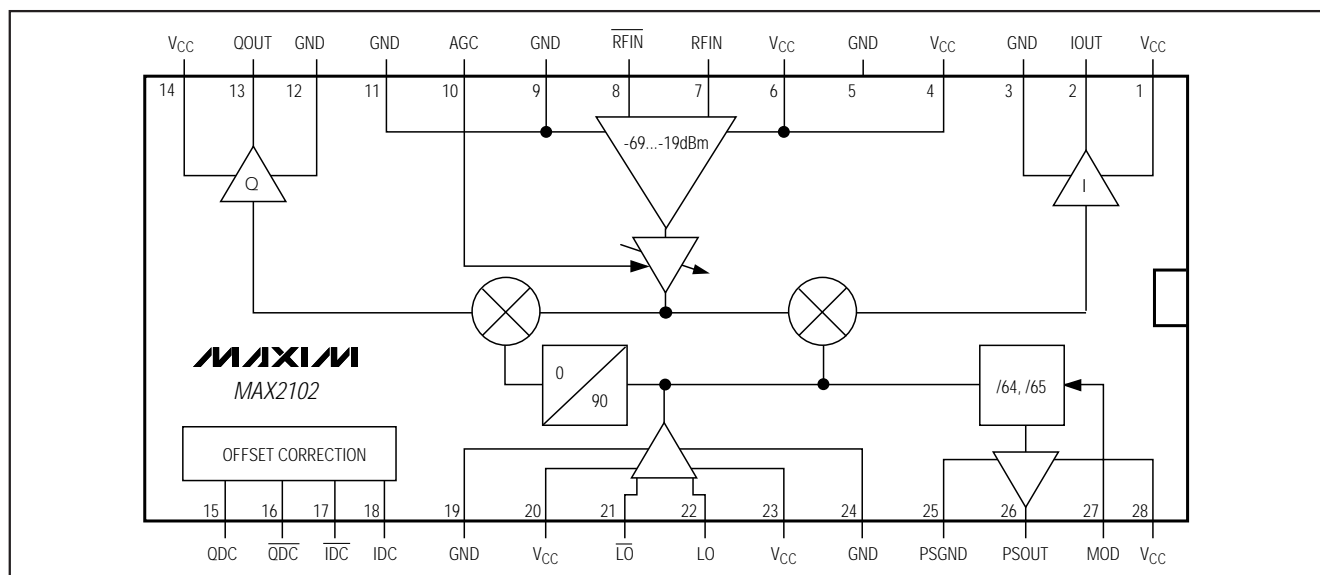 VCC QOUT GND GND AGC GND RFIN RFIN VCC GND VCC GND IOUT VCC
14 13 12 11 10 9 8 7 6 5 4 3 2 1
-69...-19dBm
Q
I
MAXIM
MAX2102
0
90
/64, /65
OFFSET CORRECTION
15 16 17 18 19 20 21 22 23 24 25 26 27 28
QDC QDC IDC IDC GND VCC LO LO VCC GND PSGND PSOUT MOD VCC